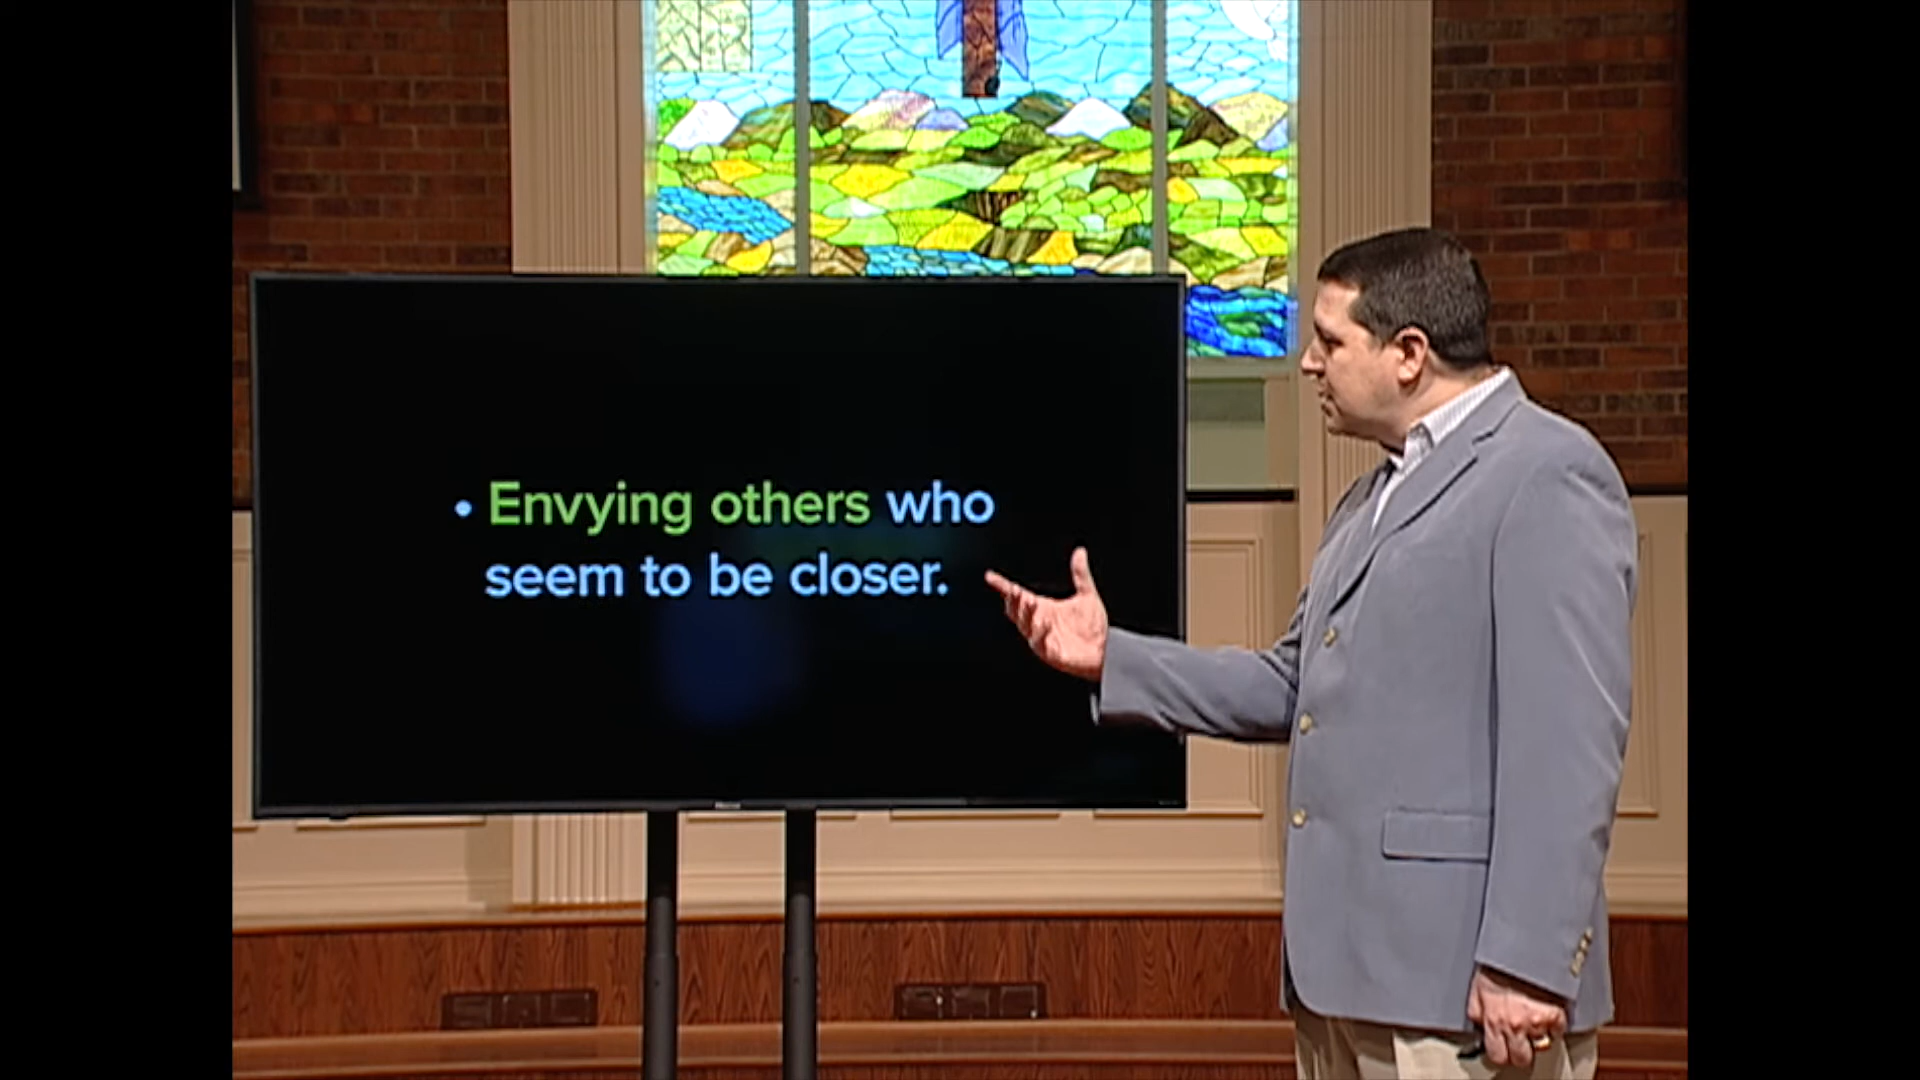 • Envying others who
seem to be closer.